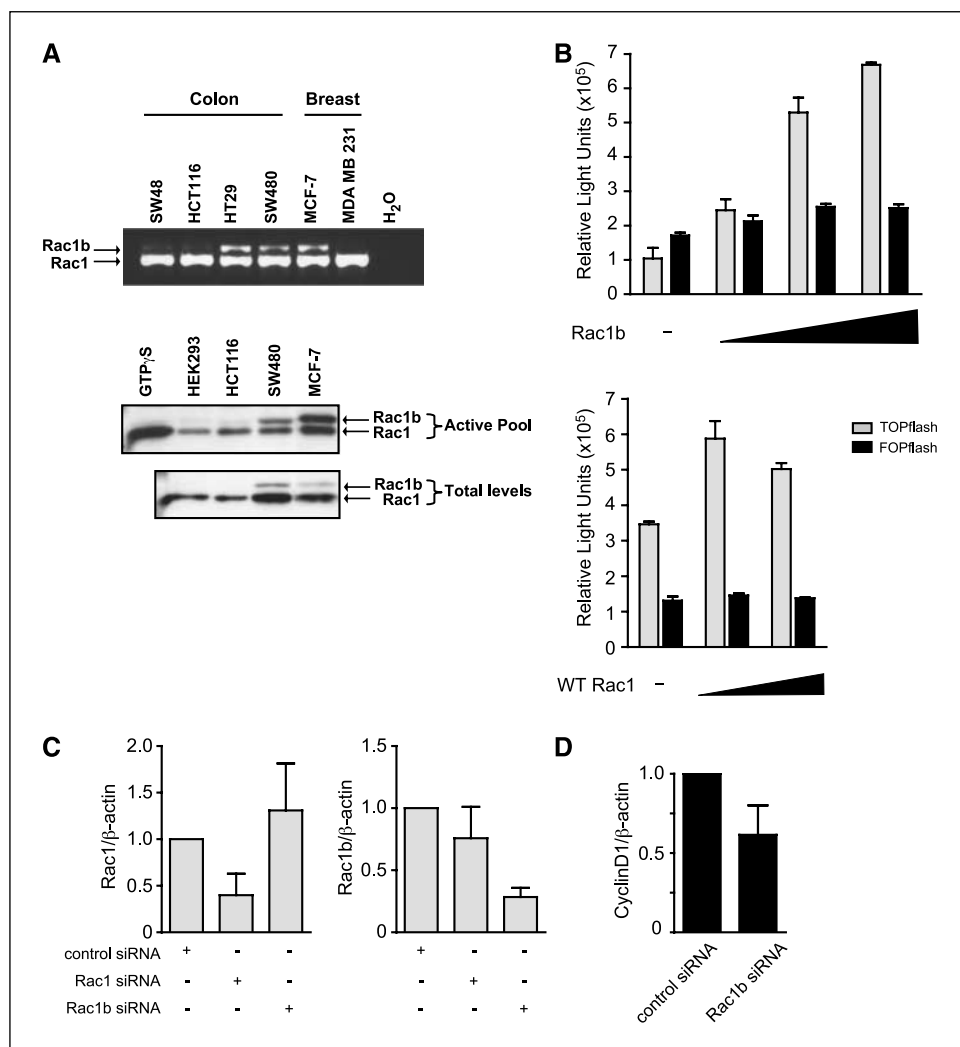 A
Colon
Breast
SW48
HCT116
HT29
SW480
MCF-7
MDA MB 231
H₂O
Rac1b
Rac1
GTPγS
HEK293
HCT116
SW480
MCF-7
Rac1b
Rac1
Active Pool
Rac1b
Rac1
Total levels
B
Relative Light Units (x10⁵)
7
6
5
4
3
2
1
0
Rac1b
–
Relative Light Units (x10⁵)
7
6
5
4
3
2
1
0
TOPflash
FOPflash
WT Rac1
–
C
Rac1/β-actin
2.0
1.5
1.0
0.5
0
Rac1b/β-actin
1.5
1.0
0.5
0
control siRNA + - - + - -
Rac1 siRNA - + - - + -
Rac1b siRNA - - + - - +
D
CyclinD1/β-actin
1.0
0.5
0
control siRNA
Rac1b siRNA